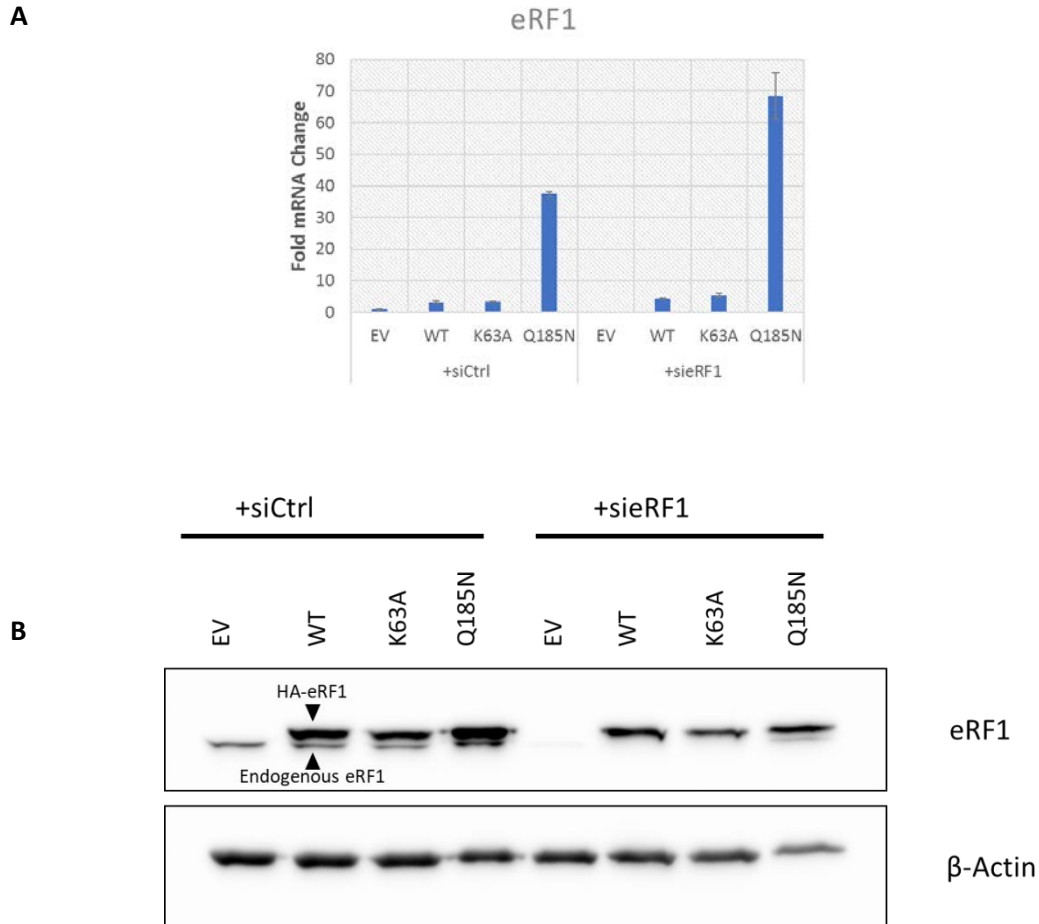 A
eRF1
Fold mRNA Change
80
70
60
50
40
30
20
10
0
EV WT K63A Q185N EV WT K63A Q185N
+siCtrl +sieRF1
+siCtrl +sieRF1
B
EV WT K63A Q185N EV WT K63A Q185N
HA-eRF1
eRF1
Endogenous eRF1
β-Actin